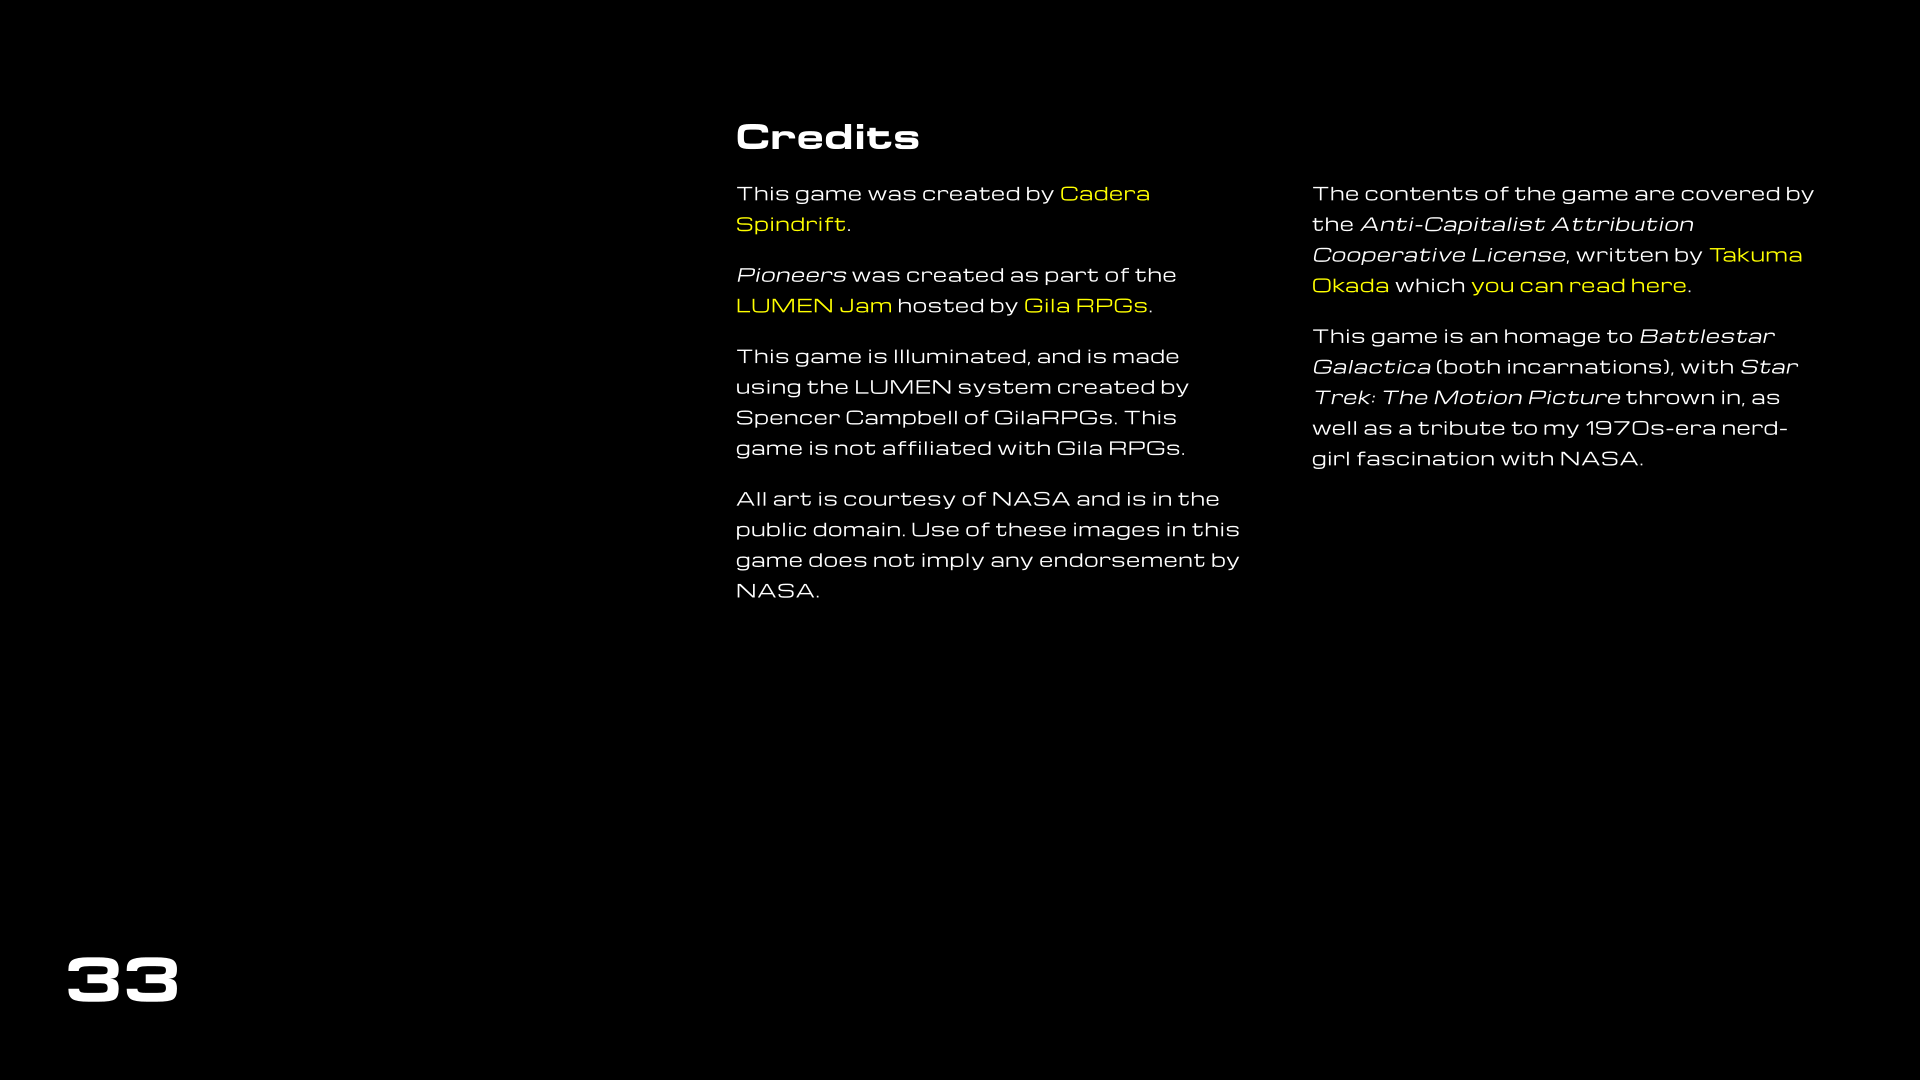 Credits
This game was created by Cadera
Spindrift.
Pioneers was created as part of the
LUMEN Jam hosted by Gila RPGs.
This game is Illuminated, and is made
using the LUMEN system created by
Spencer Campbell of GilaRPGs. This
game is not affiliated with Gila RPGs.
All art is courtesy of NASA and is in the
public domain. Use of these images in this
game does not imply any endorsement by
NASA.
The contents of the game are covered by
the Anti-Capitalist Attribution
Cooperative License, written by Takuma
Okada which you can read here.
This game is an homage to Battlestar
Galactica (both incarnations), with Star
Trek: The Motion Picture thrown in, as
well as a tribute to my 1970s-era nerd-
girl fascination with NASA.
33